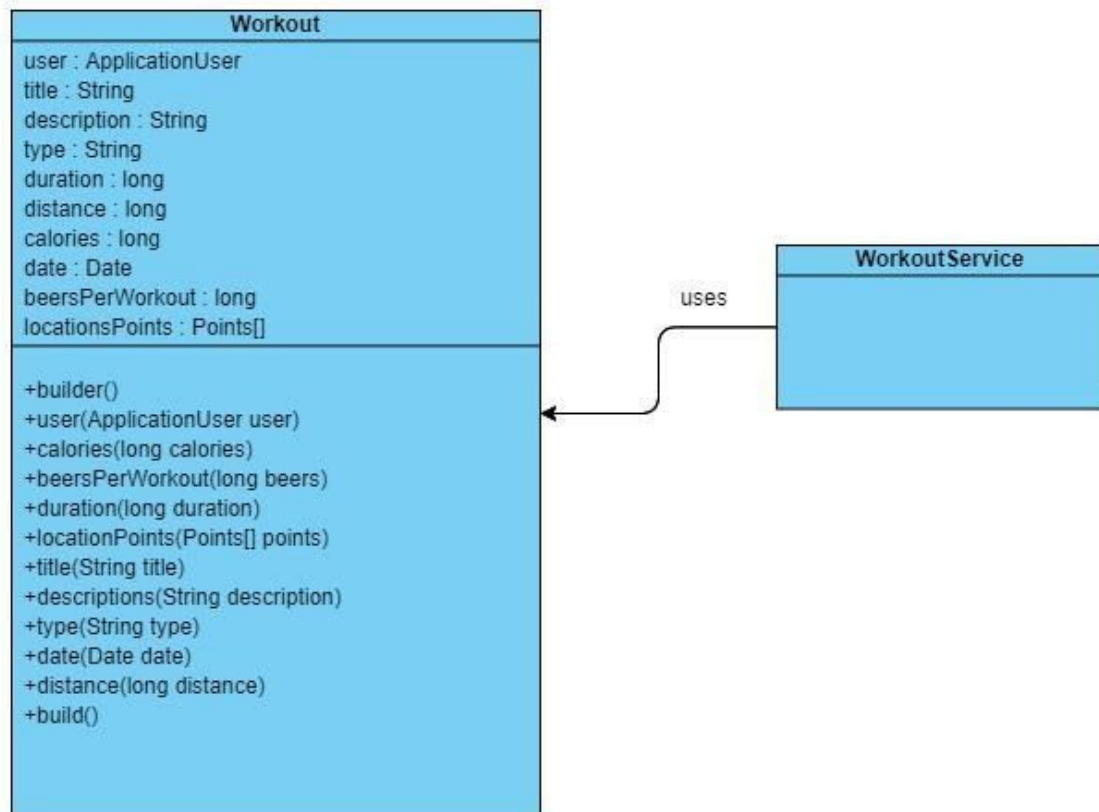 Workout
user : ApplicationUser
title : String
description : String
type : String
duration : long
distance : long
calories : long
date : Date
beersPerWorkout : long
locationsPoints : Points[]
+builder()
+user(ApplicationUser user)
+calories(long calories)
+beersPerWorkout(long beers)
+duration(long duration)
+locationPoints(Points[] points)
+title(String title)
+descriptions(String description)
+type(String type)
+date(Date date)
+distance(long distance)
+build()
uses
WorkoutService